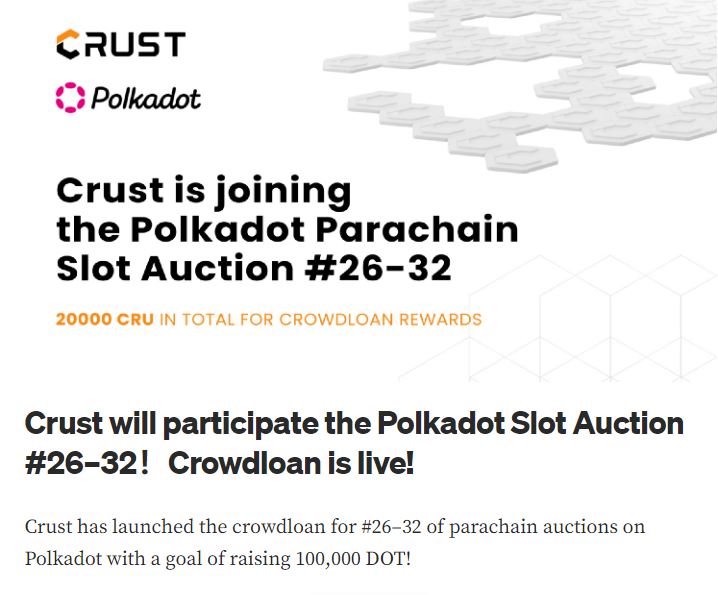 CRUST
Polkadot
Crust is joining
the Polkadot Parachain
Slot Auction #26-32
20000 CRU IN TOTAL FOR CROWDLOAN REWARDS
Crust will participate the Polkadot Slot Auction
#26–32！ Crowdloan is live!
Crust has launched the crowdloan for #26–32 of parachain auctions on
Polkadot with a goal of raising 100,000 DOT!